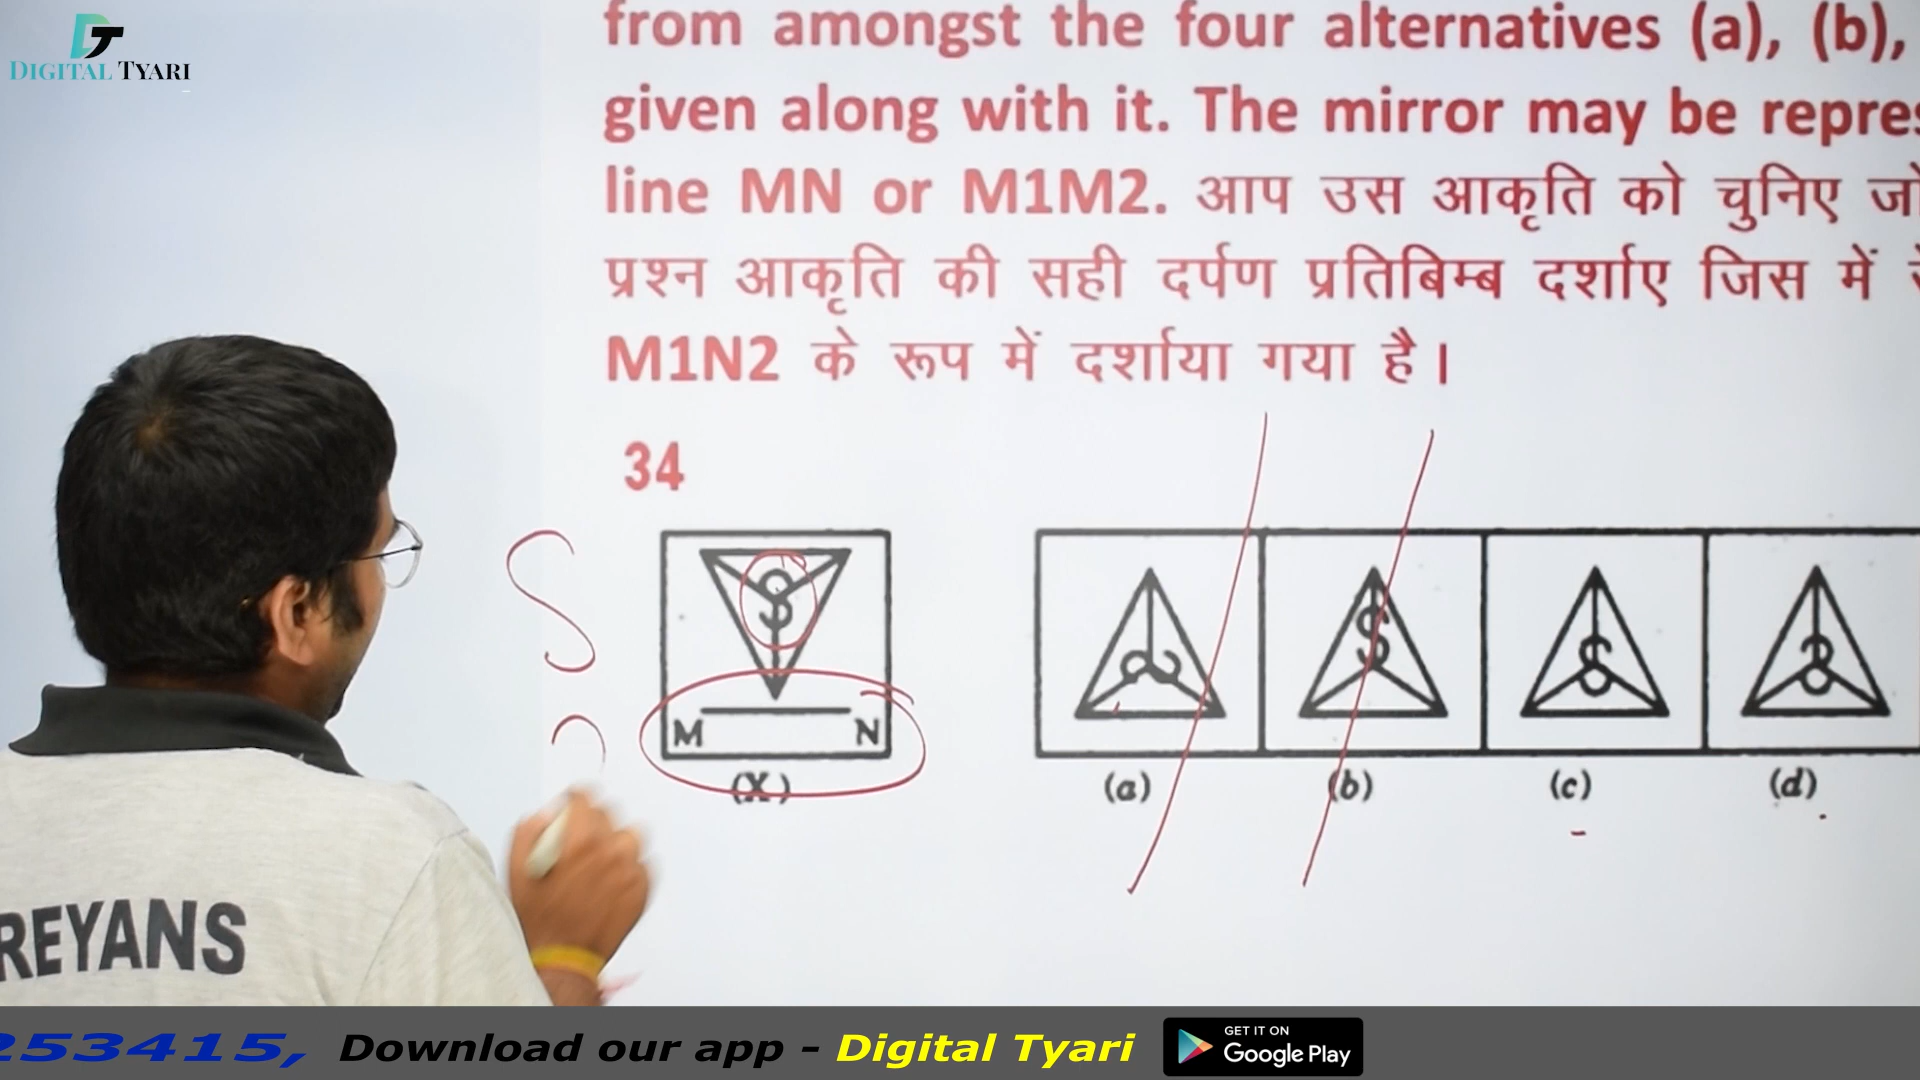 DT
DIGITAL TYARI
from amongst the four alternatives (a), (b),
given along with it. The mirror may be repres
line MN or M1M2. आप उस आकृति को चुनिए जो
प्रश्न आकृति की सही दर्पण प्रतिबिम्ब दर्शाए जिस में
M1N2 के रूप में दर्शाया गया है।
34
S
S
M N
(X) (a) (b) (c) (d)
REYANS
253415, Download our app - Digital Tyari GET IT ON Google Play